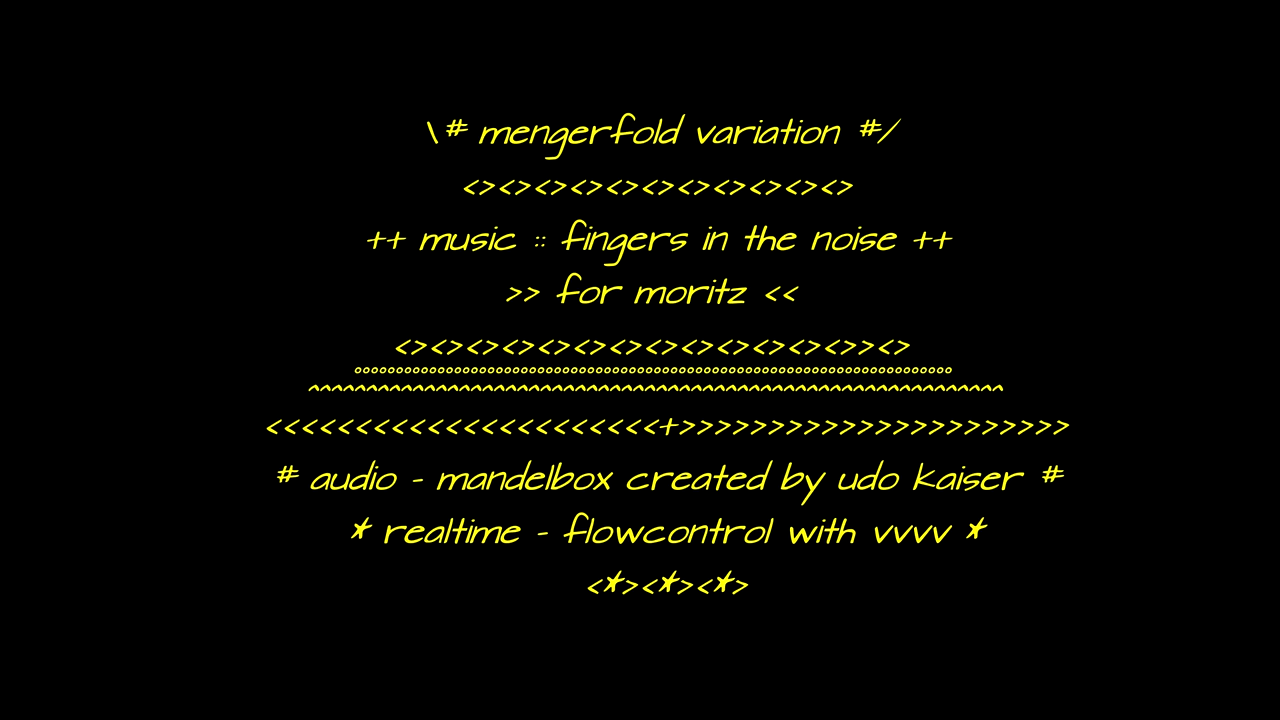 \# mengerfold variation #/
<><><><><><><><><><><>
++ music :: fingers in the noise ++
>> for moritz <<
<><><><><><><><><><><><><>><>
°°°°°°°°°°°°°°°°°°°°°°°°°°°°°°°°°°°°°°°°°°°°°°°°°°°°°°°°°°°°°°°°°°°°°°°°
^^^^^^^^^^^^^^^^^^^^^^^^^^^^^^^^^^^^^^^^^^^^^^^^^^^^^^^^^^^^
<<<<<<<<<<<<<<<<<<<<<<+>>>>>>>>>>>>>>>>>>>>>>
# audio - mandelbox created by udo kaiser #
* realtime - flowcontrol with vvvv *
<*><*><*>